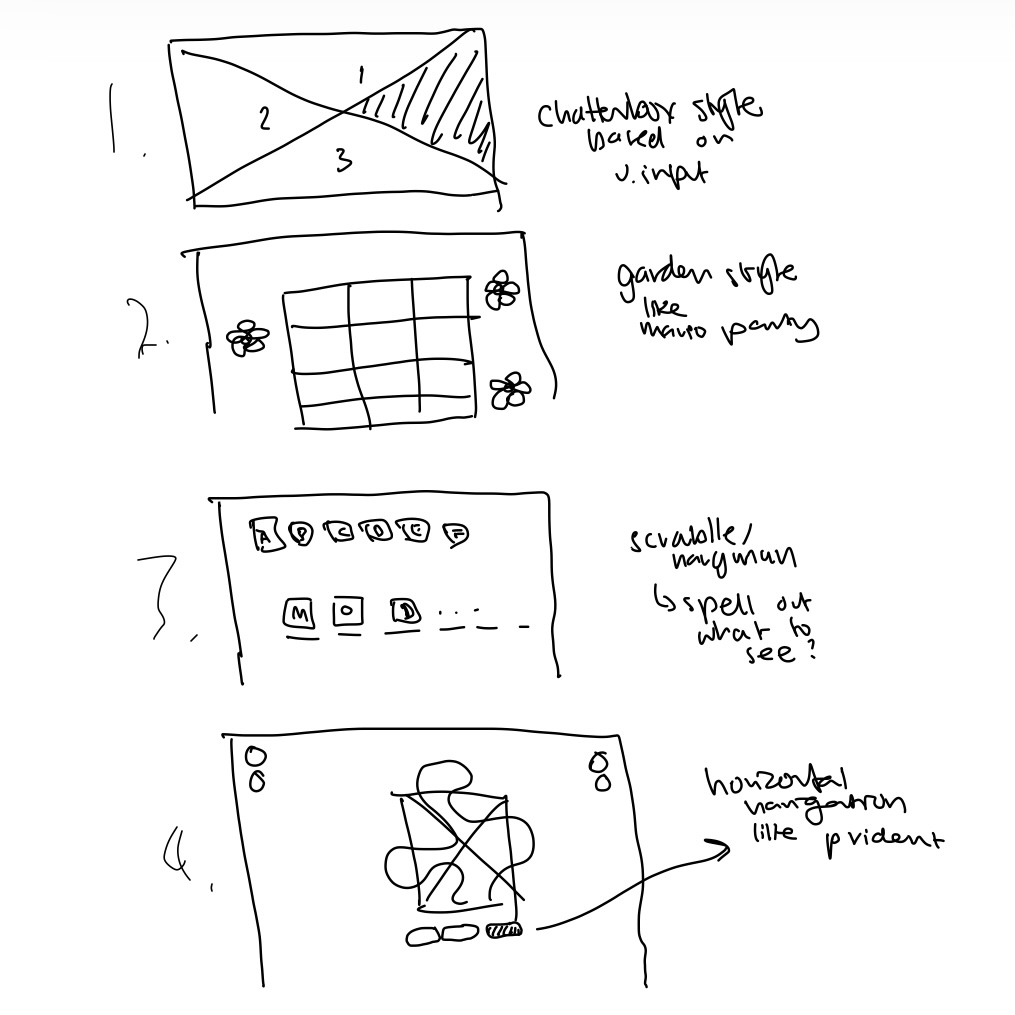 1.
1
2
3
chatterbox style
based on
u.input
2.
garden style
like
mario party
3.
A B C D E F
M O D ...
scrabble/
hangman
↳ spell out
what to
see?
4.
horizontal
navigation
like prident